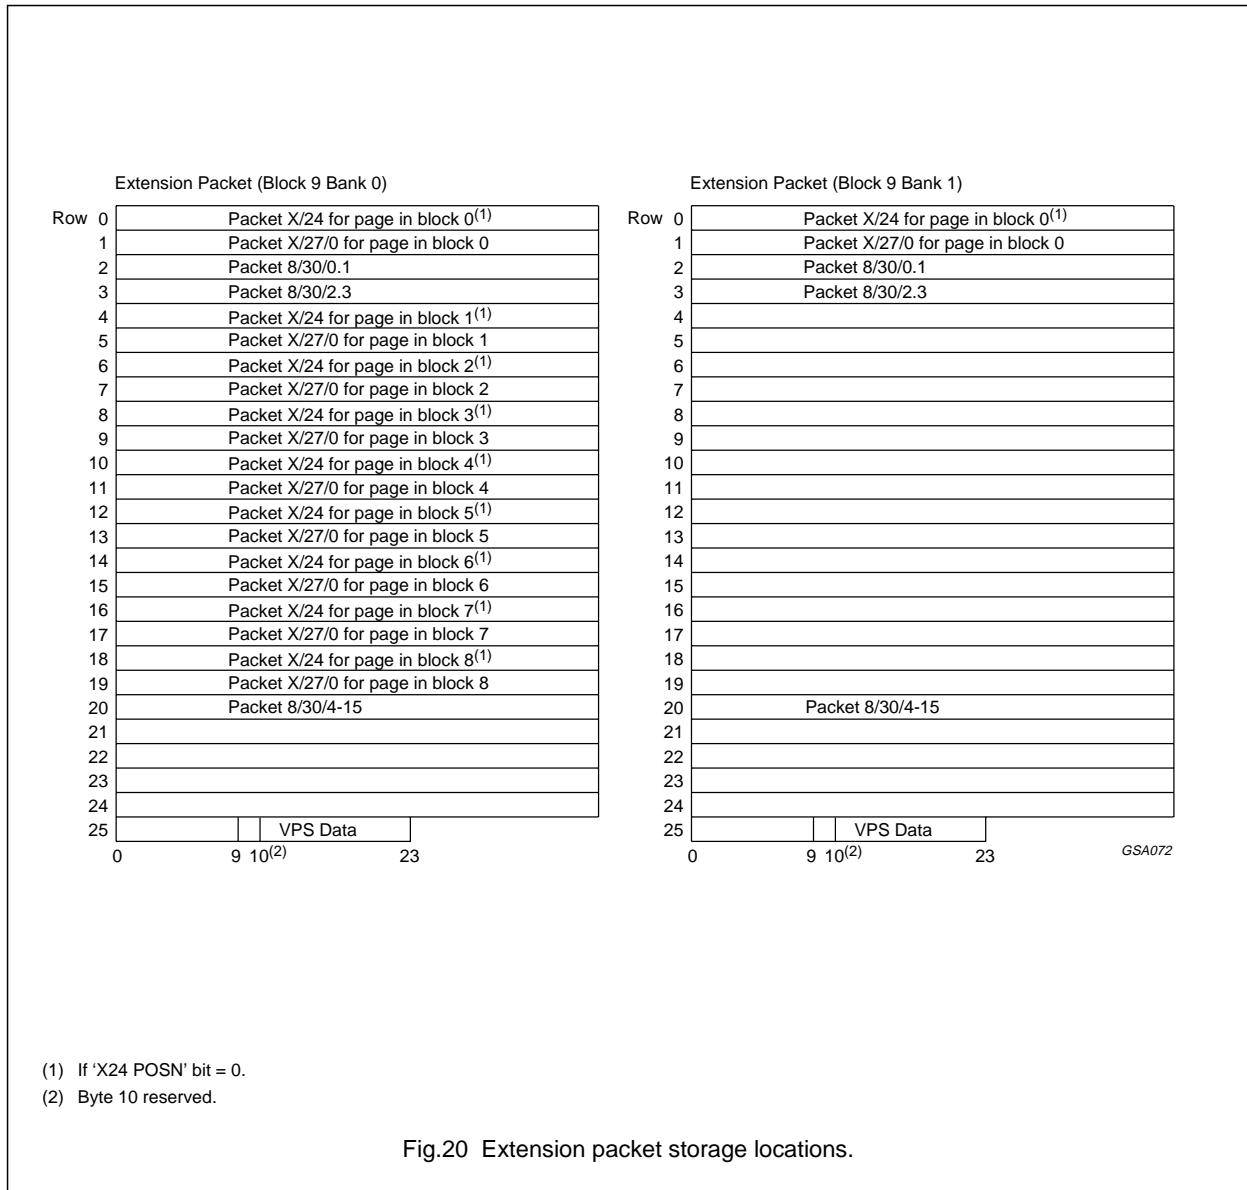 Extension Packet (Block 9 Bank 0)
Row 0 Packet X/24 for page in block 0(1)
1 Packet X/27/0 for page in block 0
2 Packet 8/30/0.1
3 Packet 8/30/2.3
4 Packet X/24 for page in block 1(1)
5 Packet X/27/0 for page in block 1
6 Packet X/24 for page in block 2(1)
7 Packet X/27/0 for page in block 2
8 Packet X/24 for page in block 3(1)
9 Packet X/27/0 for page in block 3
10 Packet X/24 for page in block 4(1)
11 Packet X/27/0 for page in block 4
12 Packet X/24 for page in block 5(1)
13 Packet X/27/0 for page in block 5
14 Packet X/24 for page in block 6(1)
15 Packet X/27/0 for page in block 6
16 Packet X/24 for page in block 7(1)
17 Packet X/27/0 for page in block 7
18 Packet X/24 for page in block 8(1)
19 Packet X/27/0 for page in block 8
20 Packet 8/30/4-15
21
22
23
24
25 VPS Data
0 9 10(2) 23
Extension Packet (Block 9 Bank 1)
Row 0 Packet X/24 for page in block 0(1)
1 Packet X/27/0 for page in block 0
2 Packet 8/30/0.1
3 Packet 8/30/2.3
4
5
6
7
8
9
10
11
12
13
14
15
16
17
18
19
20 Packet 8/30/4-15
21
22
23
24
25 VPS Data
0 9 10(2) 23
GSA072
(1) If ‘X24 POSN’ bit = 0.
(2) Byte 10 reserved.
Fig.20 Extension packet storage locations.